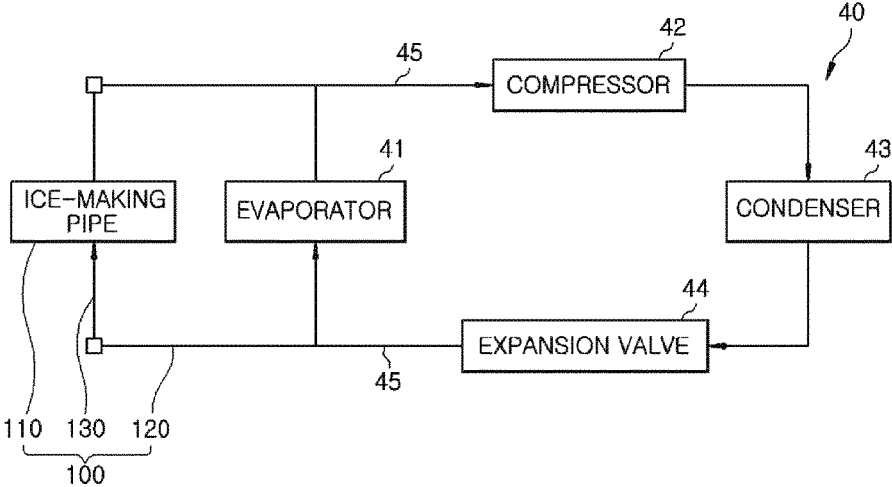 40
42
45
COMPRESSOR
41
43
ICE-MAKING
PIPE
EVAPORATOR
CONDENSER
44
EXPANSION VALVE
45
110 130 120
100